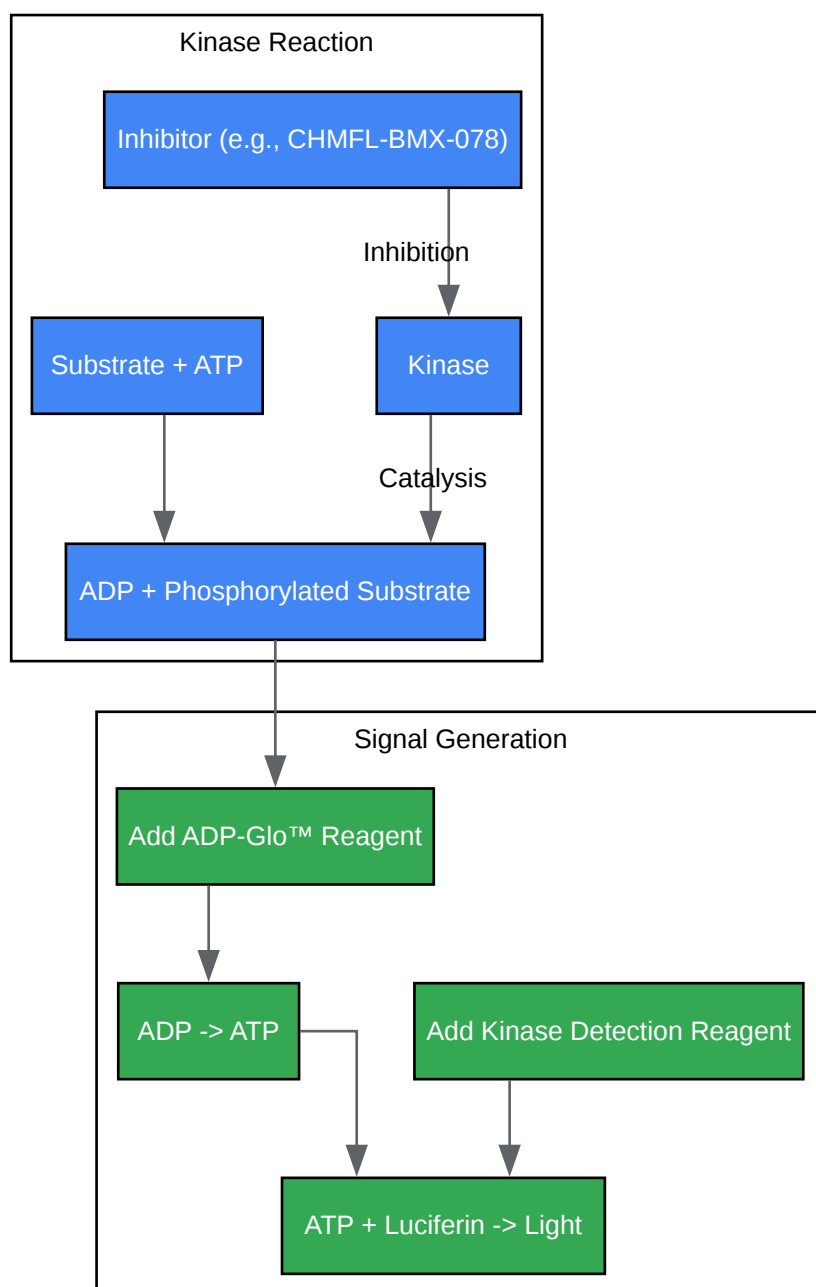 Kinase Reaction
Inhibitor (e.g., CHMFL-BMX-078)
Inhibition
Substrate + ATP
Kinase
Catalysis
ADP + Phosphorylated Substrate
Signal Generation
Add ADP-Glo™ Reagent
ADP -> ATP
Add Kinase Detection Reagent
ATP + Luciferin -> Light